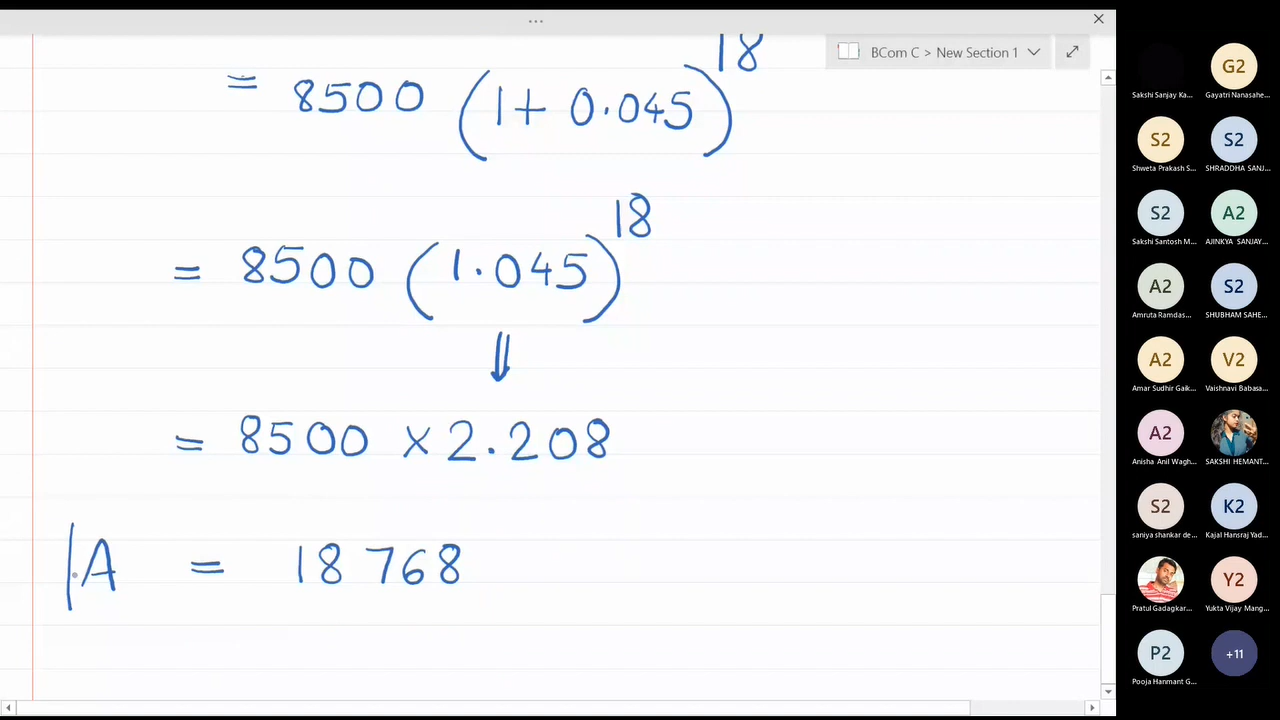 BCom C > New Section 1
= 8500 (1 + 0.045)^18
= 8500 (1.045)^18
⇓
= 8500 × 2.208
|A = 18 768
Sakshi Sanjay Ka...
G2
Gayatri Nanasahe...
S2
Shweta Prakash S...
S2
SHRADDHA SANJ...
S2
Sakshi Santosh M...
A2
AJINKYA SANJAY...
A2
Amruta Ramdas...
S2
SHUBHAM SAHE...
A2
Amar Sudhir Gaik...
V2
Vaishnavi Babasa...
A2
Anisha Anil Wagh...
SAKSHI HEMANT...
S2
saniya shankar de...
K2
Kajal Hansraj Yad...
Pratul Gadagkar...
Y2
Yukta Vijay Mang...
P2
Pooja Hanmant G...
+11